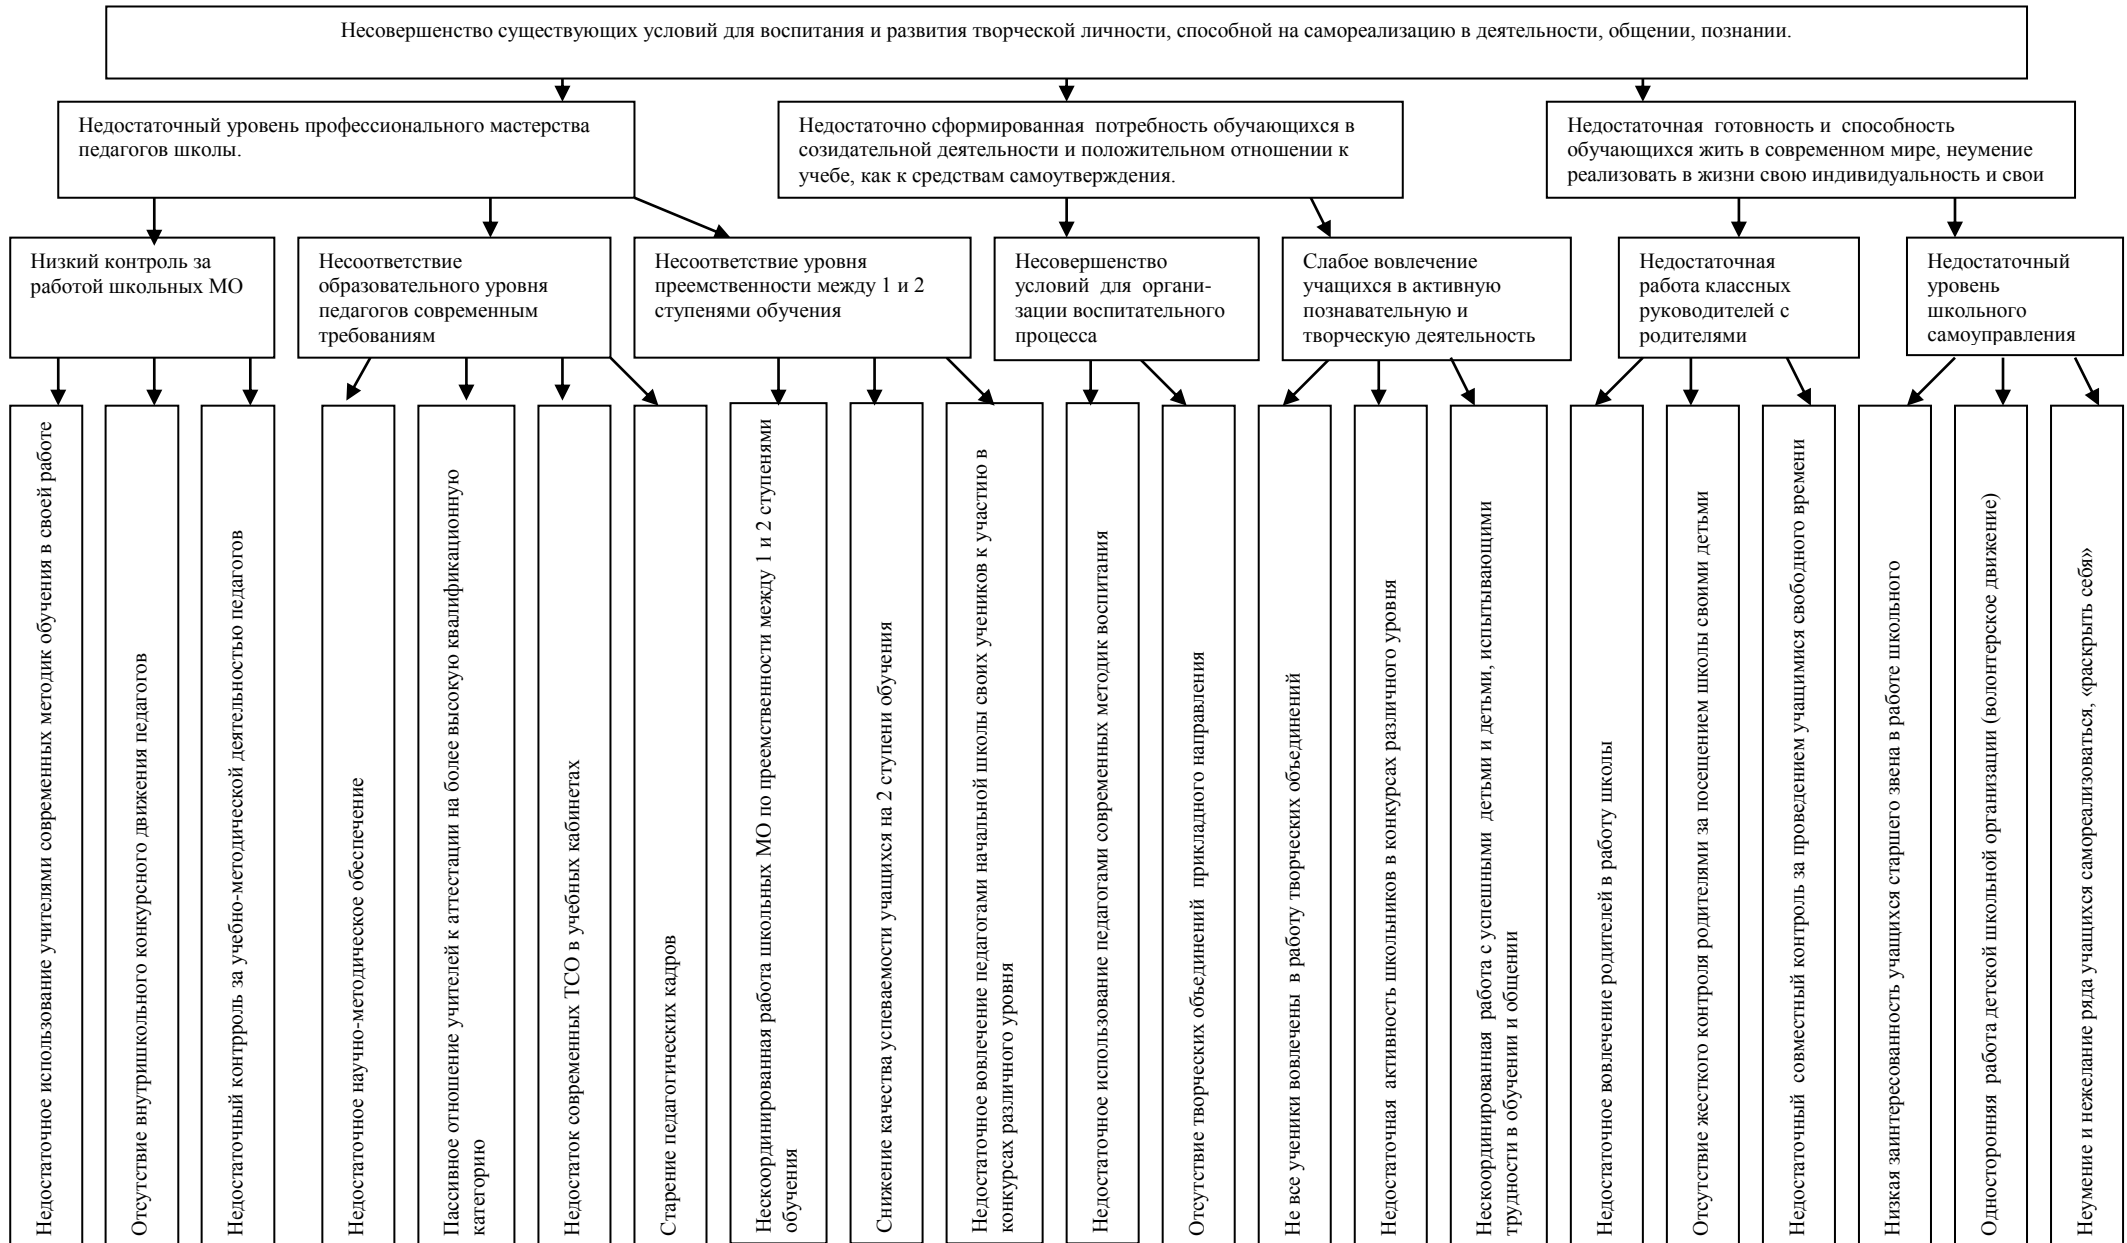 Несовершенство существующих условий для воспитания и развития творческой личности, способной на самореализацию в деятельности, общении, познании.
Недостаточный уровень профессионального мастерства
педагогов школы.
Недостаточно сформированная потребность обучающихся в
созидательной деятельности и положительном отношении к
учебе, как к средствам самоутверждения.
Недостаточная готовность и способность
обучающихся жить в современном мире, неумение
реализовать в жизни свою индивидуальность и свои
Низкий контроль за
работой школьных МО
Несоответствие
образовательного уровня
педагогов современным
требованиям
Несоответствие уровня
преемственности между 1 и 2
ступенями обучения
Несовершенство
условий для органи-
зации воспитательного
процесса
Слабое вовлечение
учащихся в активную
познавательную и
творческую деятельность
Недостаточная
работа классных
руководителей с
родителями
Недостаточный
уровень
школьного
самоуправления
Недостаточное использование учителями современных методик обучения в своей работе
Отсутствие внутришкольного конкурсного движения педагогов
Недостаточный контроль за учебно-методической деятельностью педагогов
Недостаточное научно-методическое обеспечение
Пассивное отношение учителей к аттестации на более высокую квалификационную
категорию
Недостаток современных ТСО в учебных кабинетах
Старение педагогических кадров
Нескординированная работа школьных МО по преемственности между 1 и 2 ступенями
обучения
Снижение качества успеваемости учащихся на 2 ступени обучения
Недостаточное вовлечение педагогами начальной школы своих учеников к участию в
конкурсах различного уровня
Недостаточное использование педагогами современных методик воспитания
Отсутствие творческих объединений прикладного направления
Не все ученики вовлечены в работу творческих объединений
Недостаточная активность школьников в конкурсах различного уровня
Нескоординированная работа с успешными детьми и детьми, испытывающими
трудности в обучении и общении
Недостаточное вовлечение родителей в работу школы
Отсутствие жесткого контроля родителями за посещением школы своими детьми
Недостаточный совместный контроль за проведением учащимися свободного времени
Низкая заинтересованность учащихся старшего звена в работе школьного
Односторонняя работа детской школьной организации (волонтерское движение)
Неумение и нежелание ряда учащихся самореализоваться, «раскрыть себя»